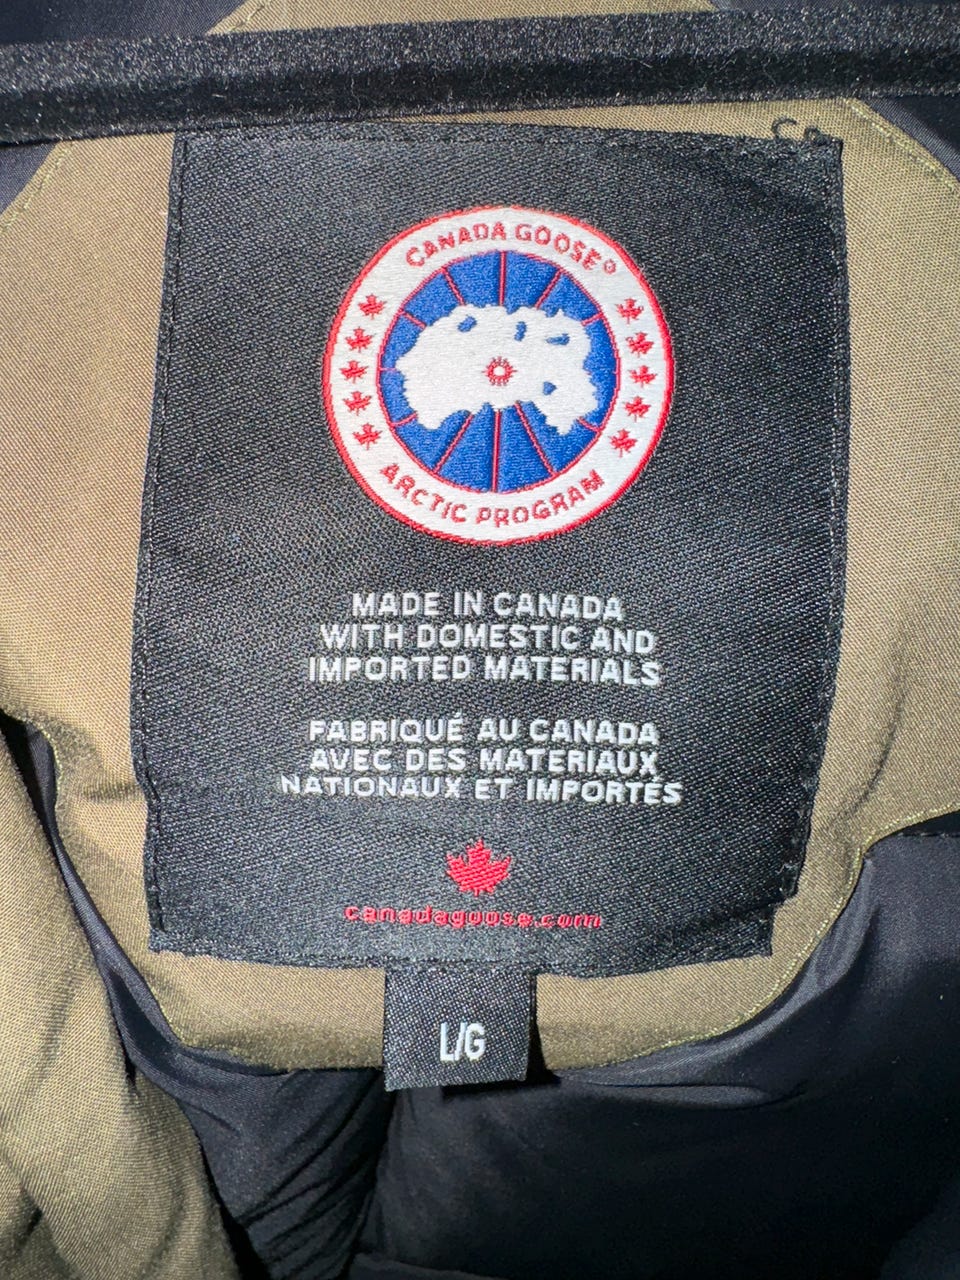 CANADA GOOSE®
ARCTIC PROGRAM
MADE IN CANADA
WITH DOMESTIC AND
IMPORTED MATERIALS
FABRIQUÉ AU CANADA
AVEC DES MATERIAUX
NATIONAUX ET IMPORTÉS
canadagoose.com
L/G